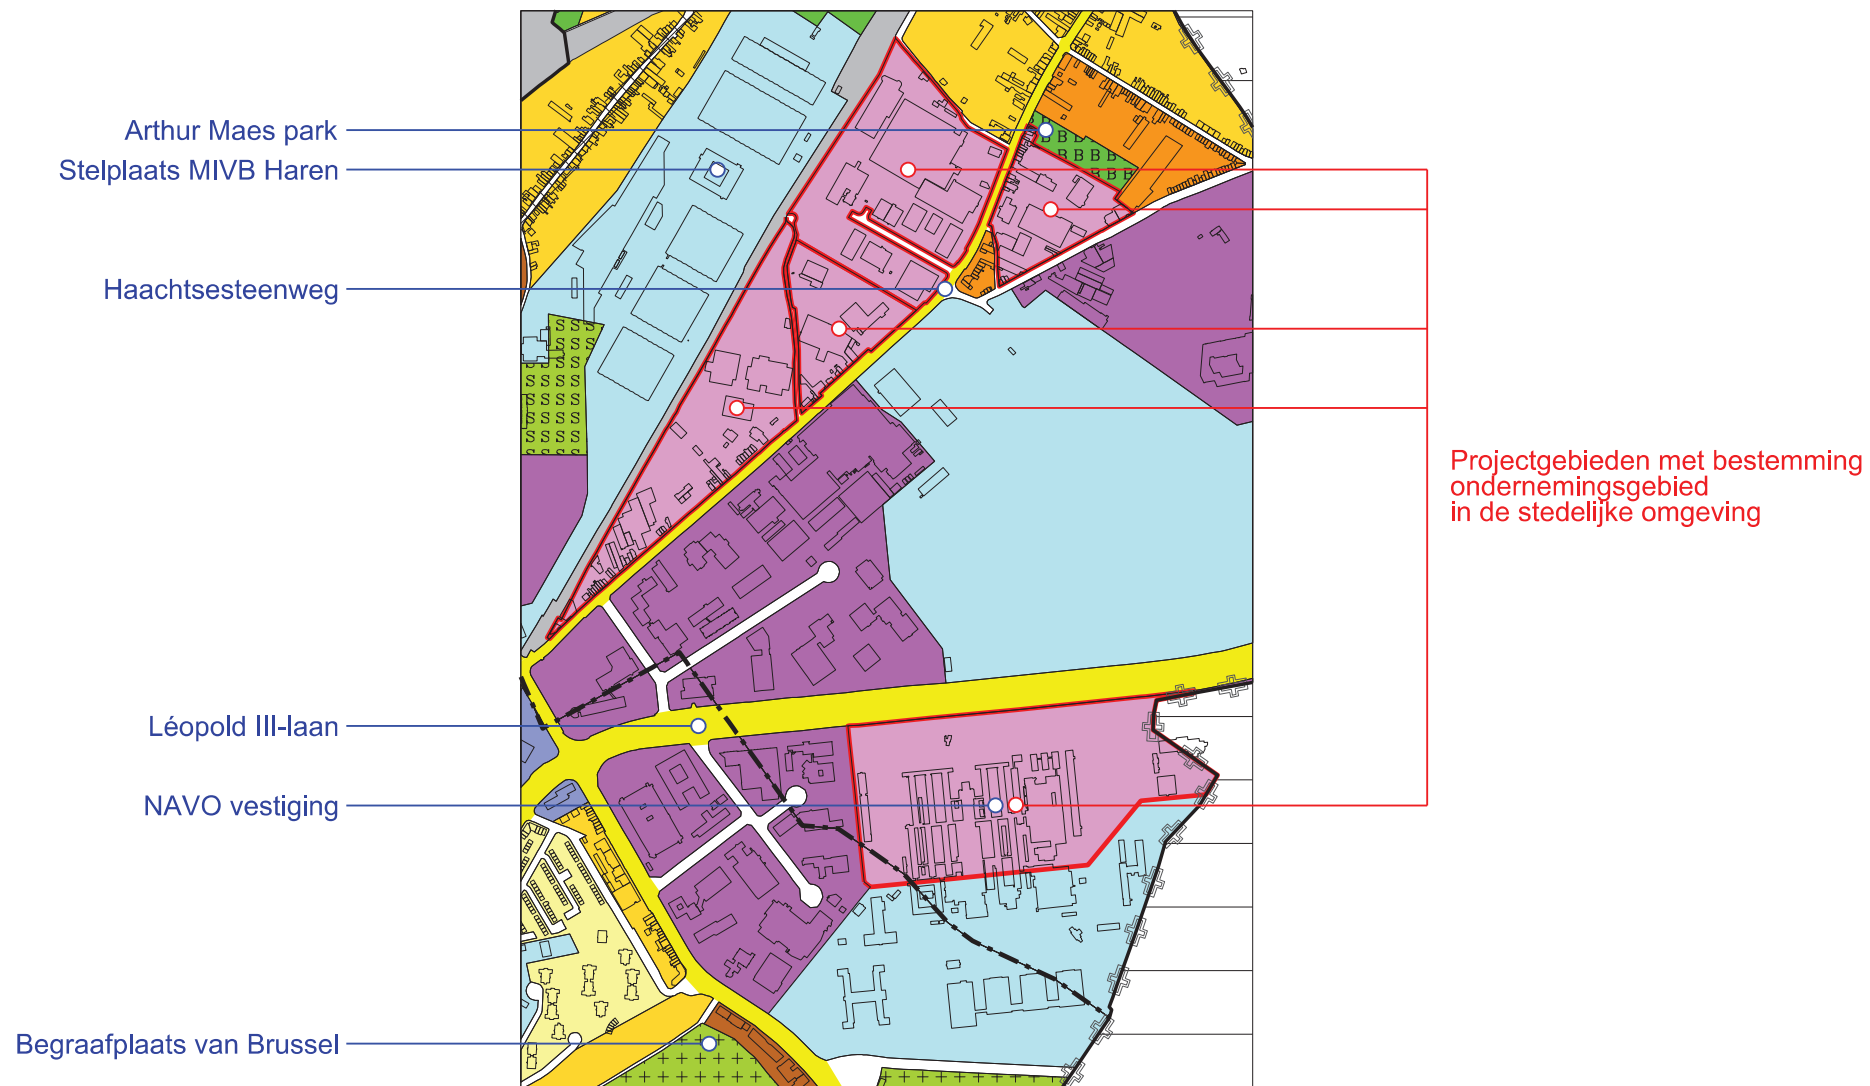 Arthur Maes park
Stelplaats MIVB Haren
Haachtsesteenweg
Projectgebieden met bestemming
ondernemingsgebied
in de stedelijke omgeving
Léopold III-laan
NAVO vestiging
Begraafplaats van Brussel
B B B B
B B B B
B B B
S S S
S S S
S S S
S S S S
S S S S
S S S S
S S S S
S S S S